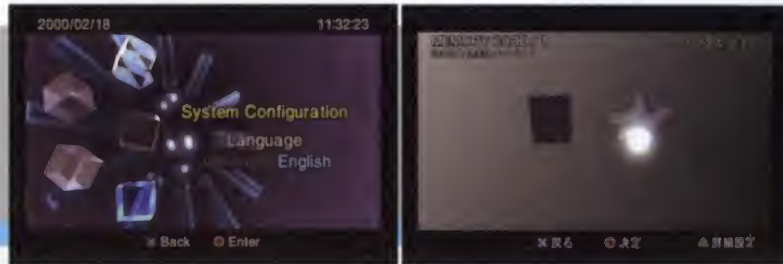 2000/02/18 11:32:23
System Configuration
Language
English
× Back ○ Enter
× 戻る ○ 決定 △